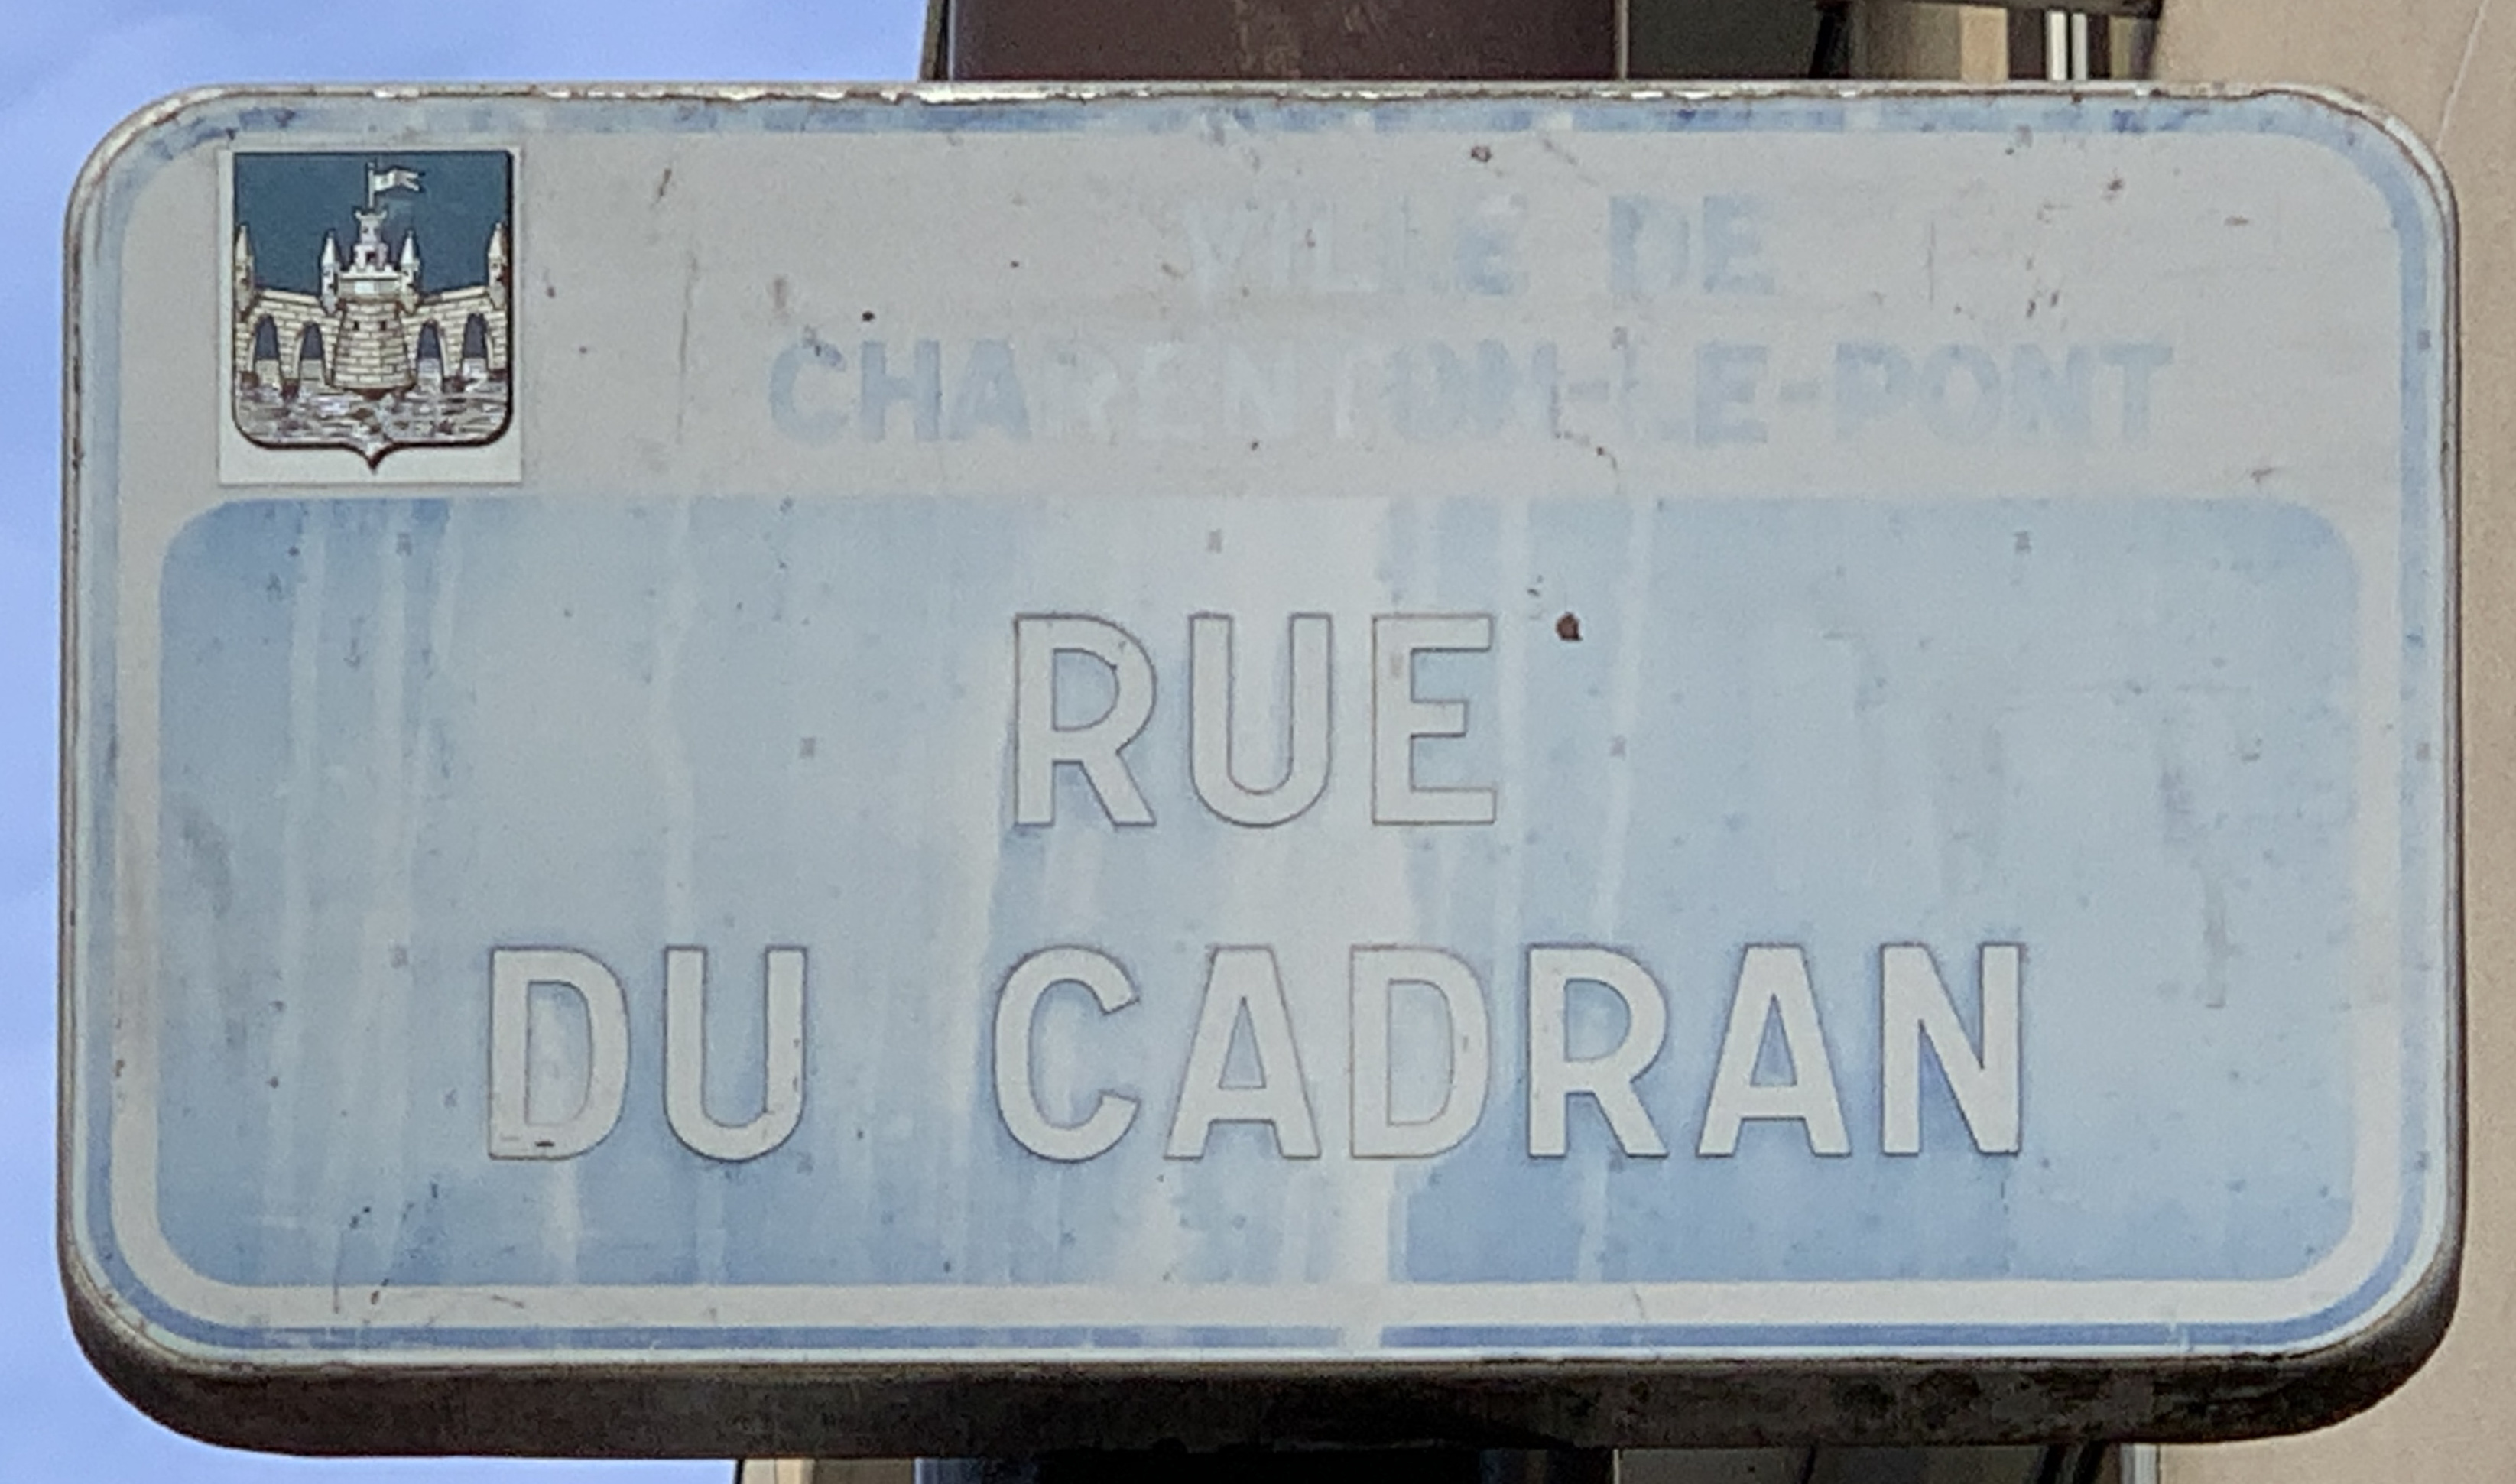 VILLE DE
CHARENTON-LE-PONT
RUE
DU CADRAN